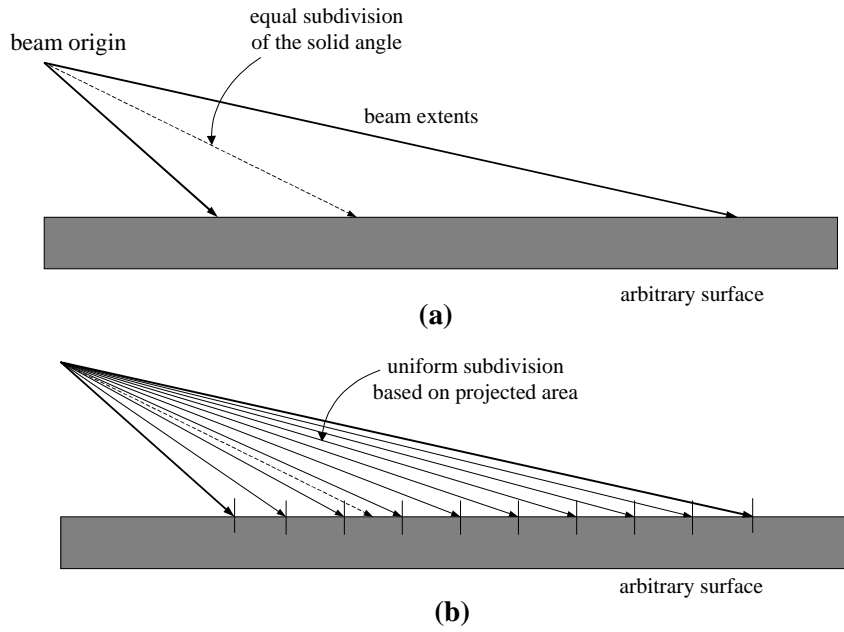 equal subdivision
of the solid angle
beam origin
beam extents
arbitrary surface
(a)
uniform subdivision
based on projected area
arbitrary surface
(b)